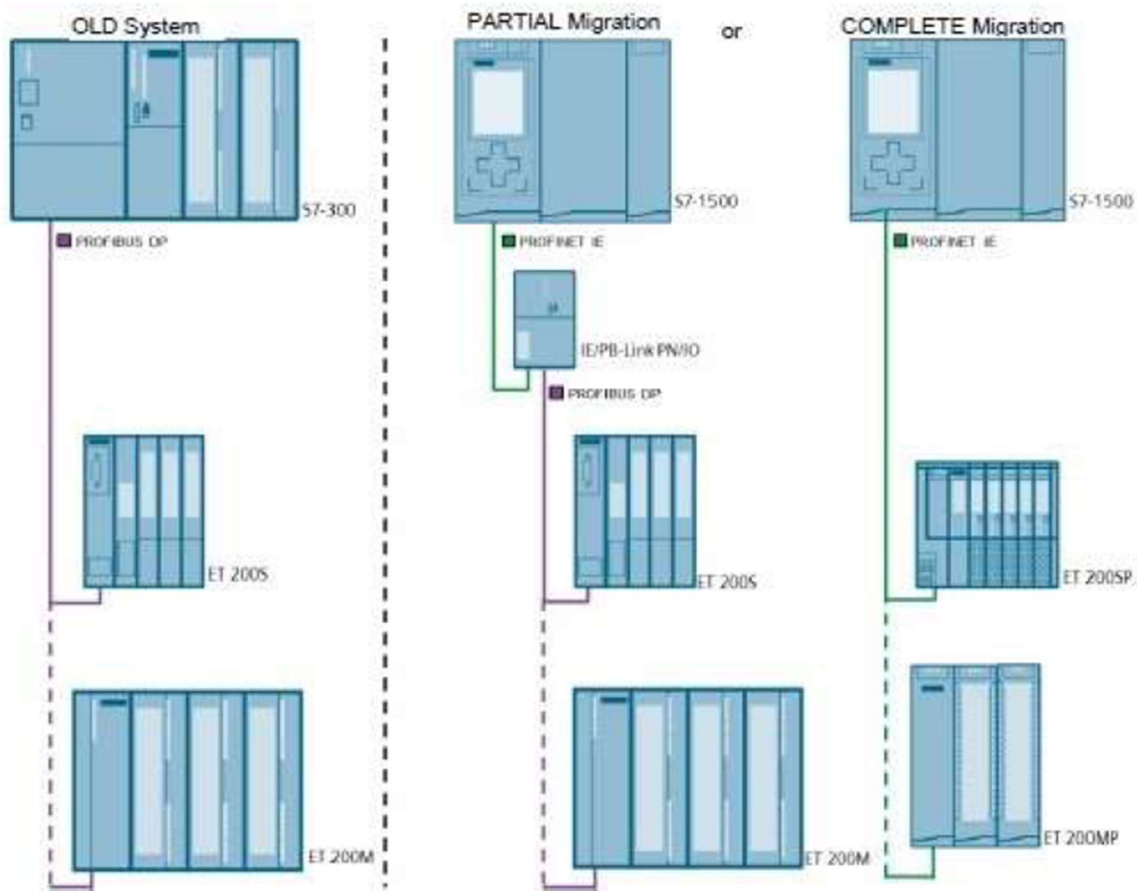 OLD System
PARTIAL Migration
or
COMPLETE Migration
S7-300
S7-1500
S7-1500
PROFIBUS DP
PROFINET IE
PROFINET IE
IE/PB-Link PN/IO
PROFIBUS DP
ET 200S
ET 200S
ET 200SP
ET 200M
ET 200M
ET 200MP